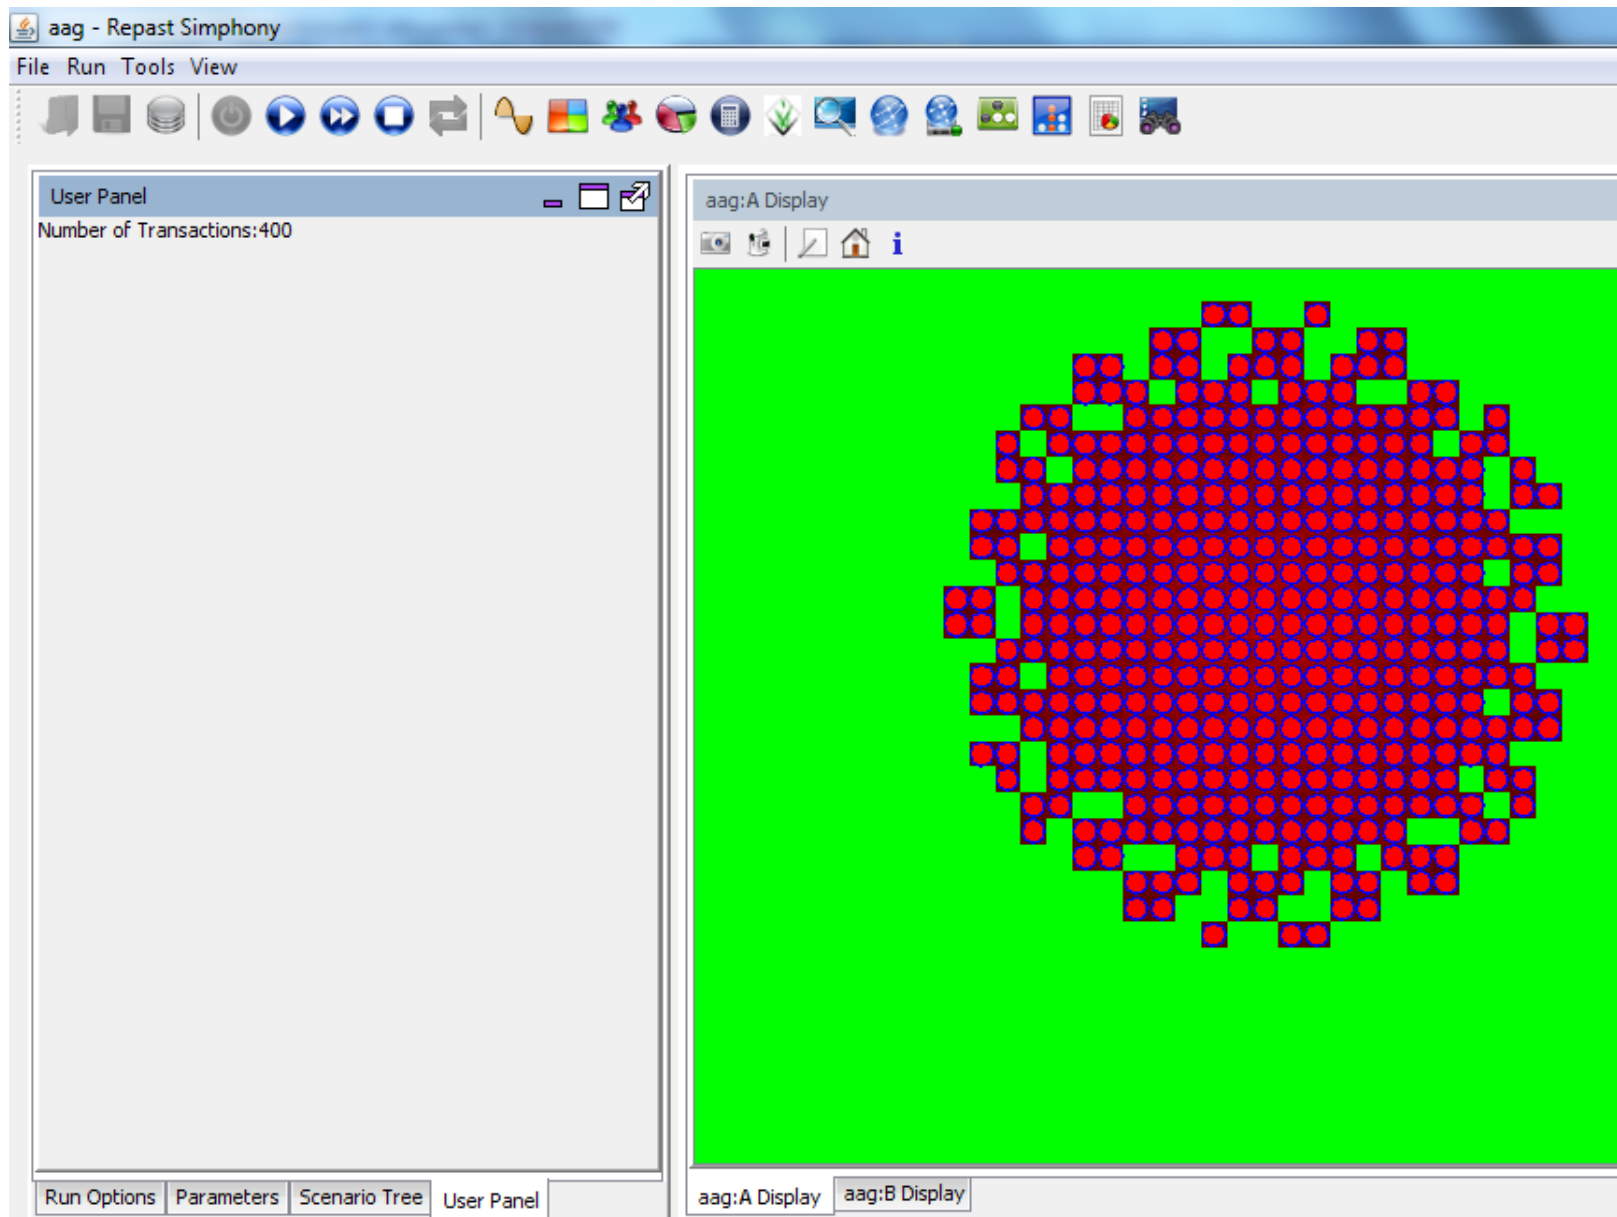 aag - Repast Simphony
File Run Tools View
User Panel
Number of Transactions:400
aag:A Display
i
Run Options Parameters Scenario Tree User Panel
aag:A Display aag:B Display